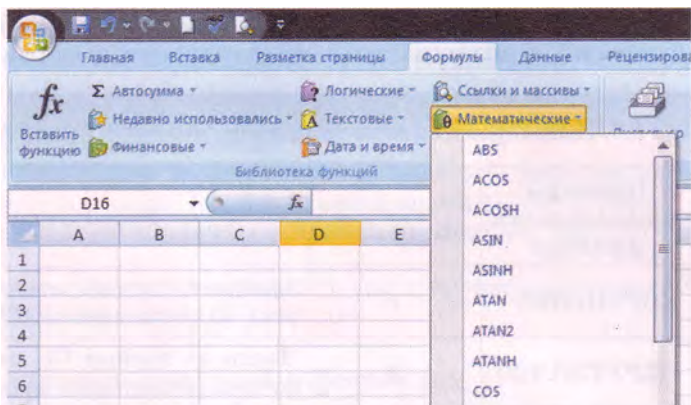 Главная Вставка Разметка страницы Формулы Данные
fx Вставить функцию
Σ Автосумма
Недавно использовались
Финансовые
Логические
Текстовые
Дата и время
Ссылки и массивы
Математические
Библиотека функций
D16 fx
A B C D E
1
2
3
4
5
6
ABS
ACOS
ACOSH
ASIN
ASINH
ATAN
ATAN2
ATANH
COS